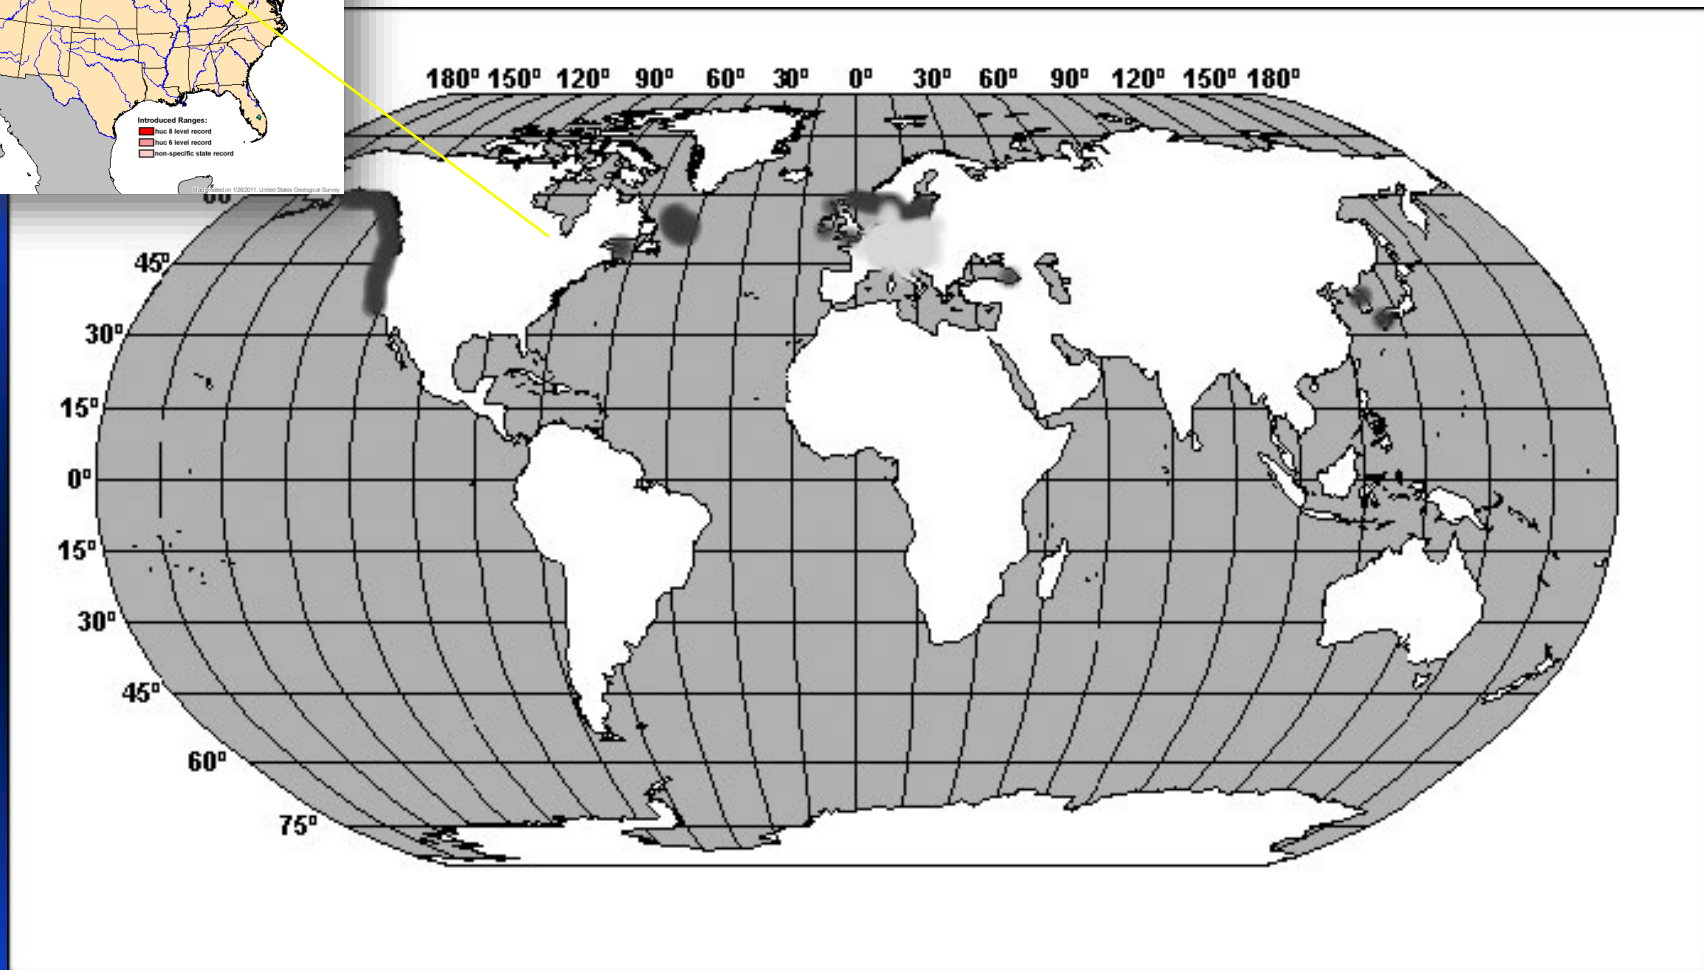 180° 150° 120° 90° 60° 30° 0° 30° 60° 90° 120° 150° 180°
Introduced Ranges:
huc 8 level record
huc 6 level record
non-specific state record
45°
30°
15°
0°
15°
30°
45°
60°
75°